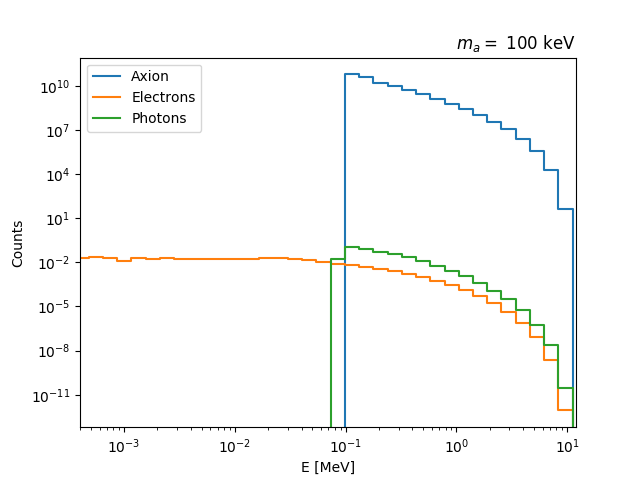 m_a = 100 keV
Axion
Electrons
Photons
Counts
10^10
10^7
10^4
10^1
10^−2
10^−5
10^−8
10^−11
10^−3
10^−2
10^−1
10^0
10^1
E [MeV]